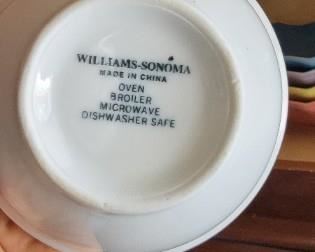 WILLIAMS-SONOMA
MADE IN CHINA
OVEN
BROILER
MICROWAVE
DISHWASHER SAFE